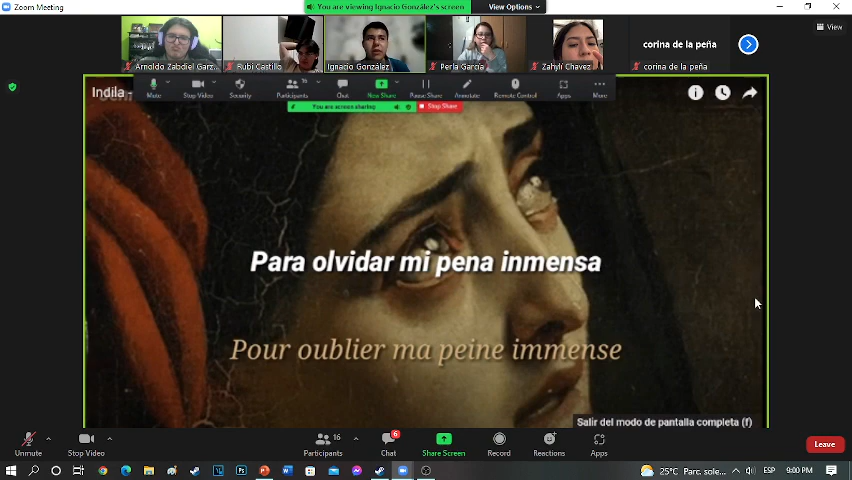 Zoom Meeting
You are viewing Ignacio González's screen
View Options
View
Arnoldo Zabdiel Garz...
Rubi Castillo
Ignacio González
Perla García
Zahyli Chavez
corina de la peña
corina de la peña
Indila -
Mute
Stop Video
Security
Participants
Chat
New Share
Pause Share
Annotate
Remote Control
Apps
More
You are screen sharing
Stop Share
Para olvidar mi pena inmensa
Pour oublier ma peine immense
Salir del modo de pantalla completa (f)
Unmute
Stop Video
Participants
16
Chat
6
Share Screen
Record
Reactions
Apps
Leave
25°C
Parc. sole...
ESP
9:00 PM